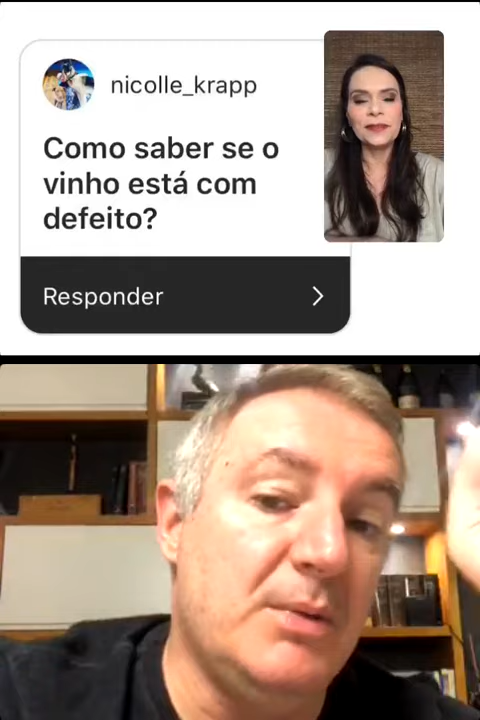 nicolle_krapp
Como saber se o
vinho está com
defeito?
Responder